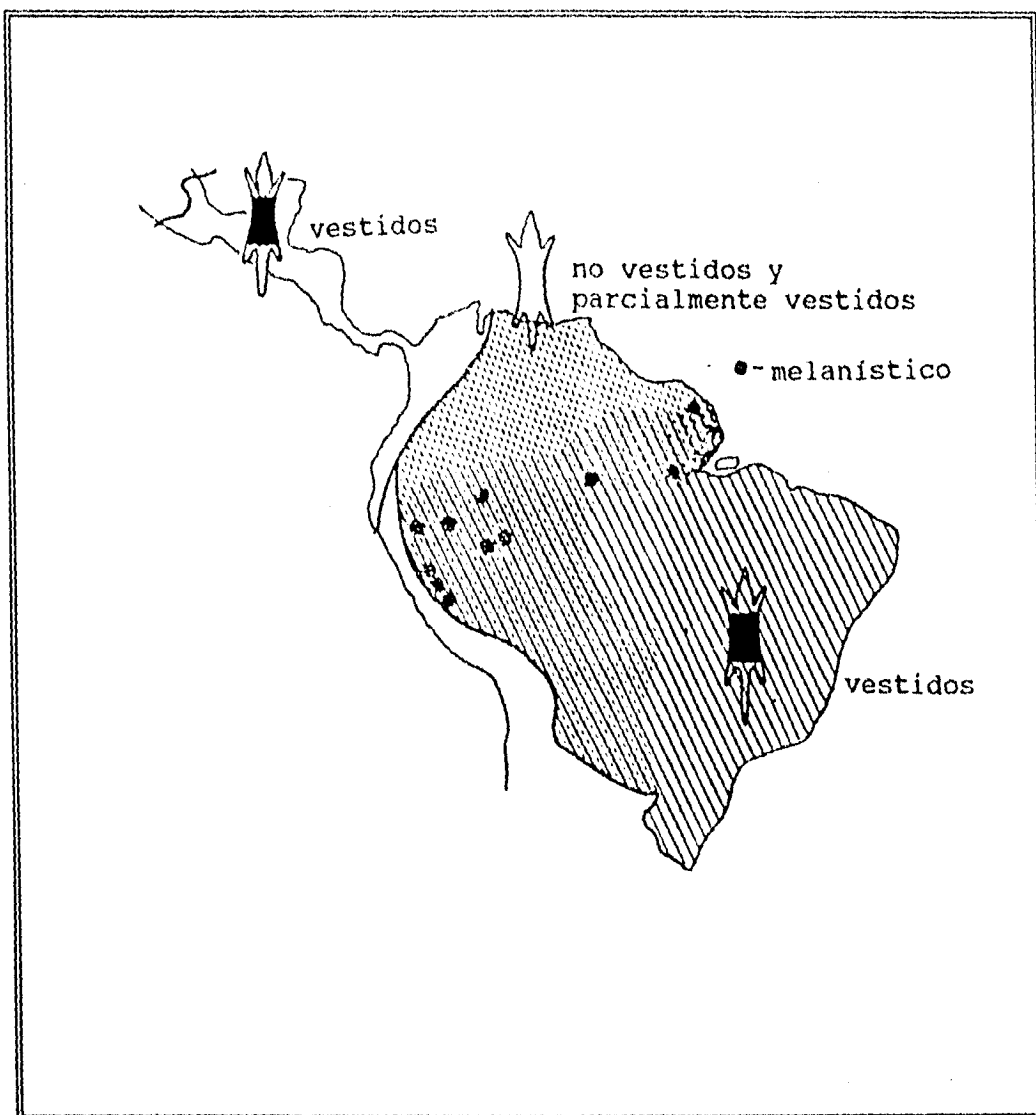 vestidos
no vestidos y
parcialmente vestidos
- melanístico
vestidos